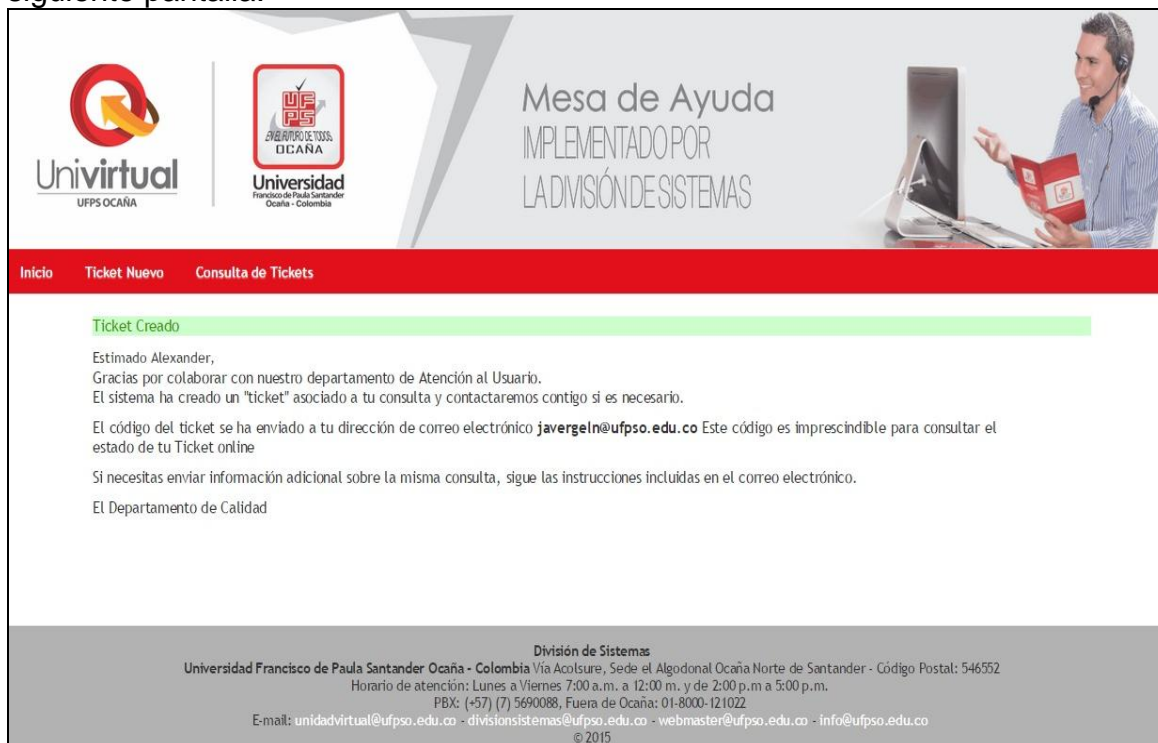 siguiente pantalla:
Univirtual
UFPS OCAÑA
UFPS
EN EL FUTURO DE TODOS
OCAÑA
Universidad
Francisco de Paula Santander
Ocaña - Colombia
Mesa de Ayuda
IMPLEMENTADO POR
LA DIVISIÓN DE SISTEMAS
Inicio Ticket Nuevo Consulta de Tickets
Ticket Creado
Estimado Alexander,
Gracias por colaborar con nuestro departamento de Atención al Usuario.
El sistema ha creado un "ticket" asociado a tu consulta y contactaremos contigo si es necesario.
El código del ticket se ha enviado a tu dirección de correo electrónico javergeln@ufpso.edu.co Este código es imprescindible para consultar el
estado de tu Ticket online
Si necesitas enviar información adicional sobre la misma consulta, sigue las instrucciones incluidas en el correo electrónico.
El Departamento de Calidad
División de Sistemas
Universidad Francisco de Paula Santander Ocaña - Colombia Vía Acolsure, Sede el Algodonal Ocaña Norte de Santander - Código Postal: 546552
Horario de atención: Lunes a Viernes 7:00 a.m. a 12:00 m. y de 2:00 p.m a 5:00 p.m.
PBX: (+57) (7) 5690088, Fuera de Ocaña: 01-8000-121022
E-mail: unidadvirtual@ufpso.edu.co - divisionsistemas@ufpso.edu.co - webmaster@ufpso.edu.co - info@ufpso.edu.co
© 2015